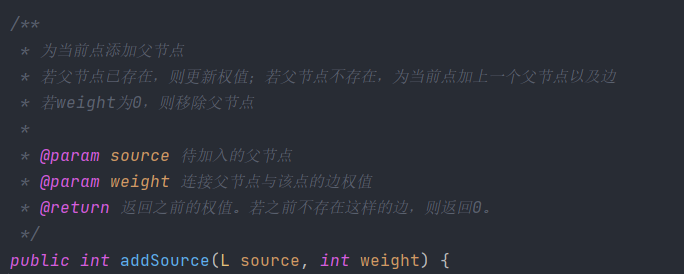 /**
* 为当前点添加父节点
* 若父节点已存在，则更新权值；若父节点不存在，为当前点加上一个父节点以及边
* 若weight为0，则移除父节点
*
* @param source 待加入的父节点
* @param weight 连接父节点与该点的边权值
* @return 返回之前的权值。若之前不存在这样的边，则返回0。
*/
public int addSource(L source, int weight) {